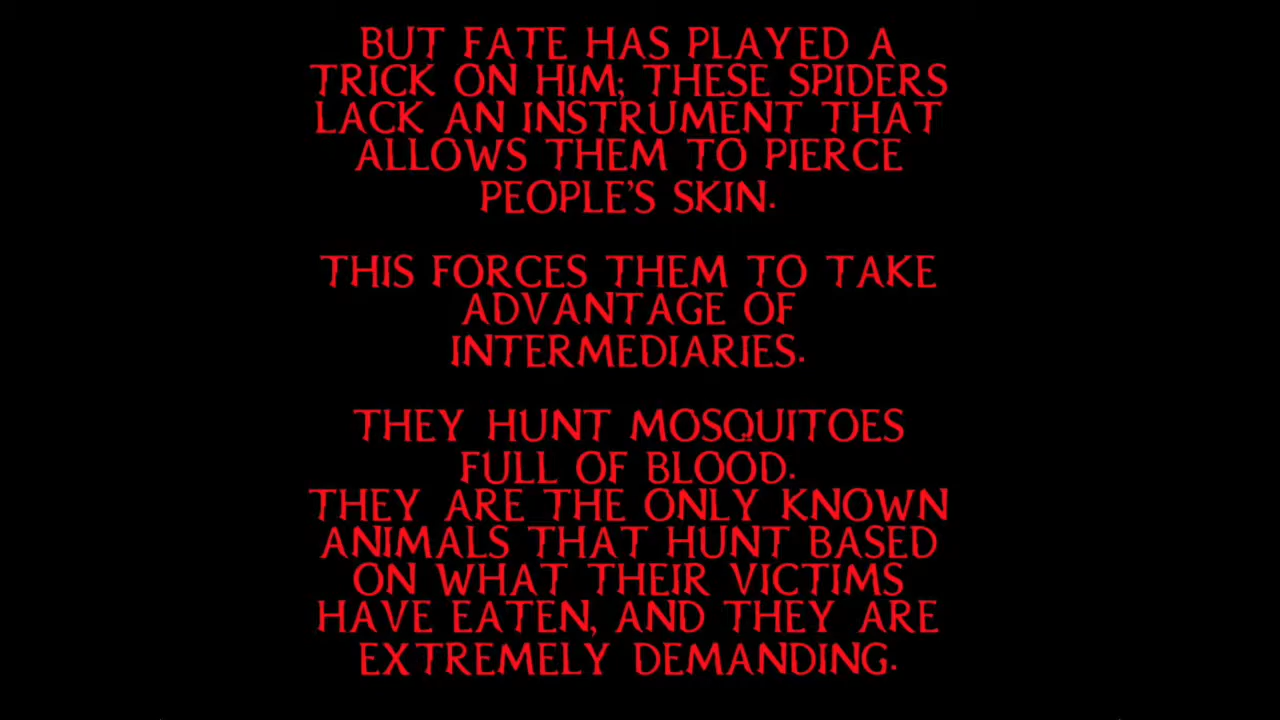 BUT FATE HAS PLAYED A
TRICK ON HIM; THESE SPIDERS
LACK AN INSTRUMENT THAT
ALLOWS THEM TO PIERCE
PEOPLE'S SKIN.
THIS FORCES THEM TO TAKE
ADVANTAGE OF
INTERMEDIARIES.
THEY HUNT MOSQUITOES
FULL OF BLOOD.
THEY ARE THE ONLY KNOWN
ANIMALS THAT HUNT BASED
ON WHAT THEIR VICTIMS
HAVE EATEN, AND THEY ARE
EXTREMELY DEMANDING.